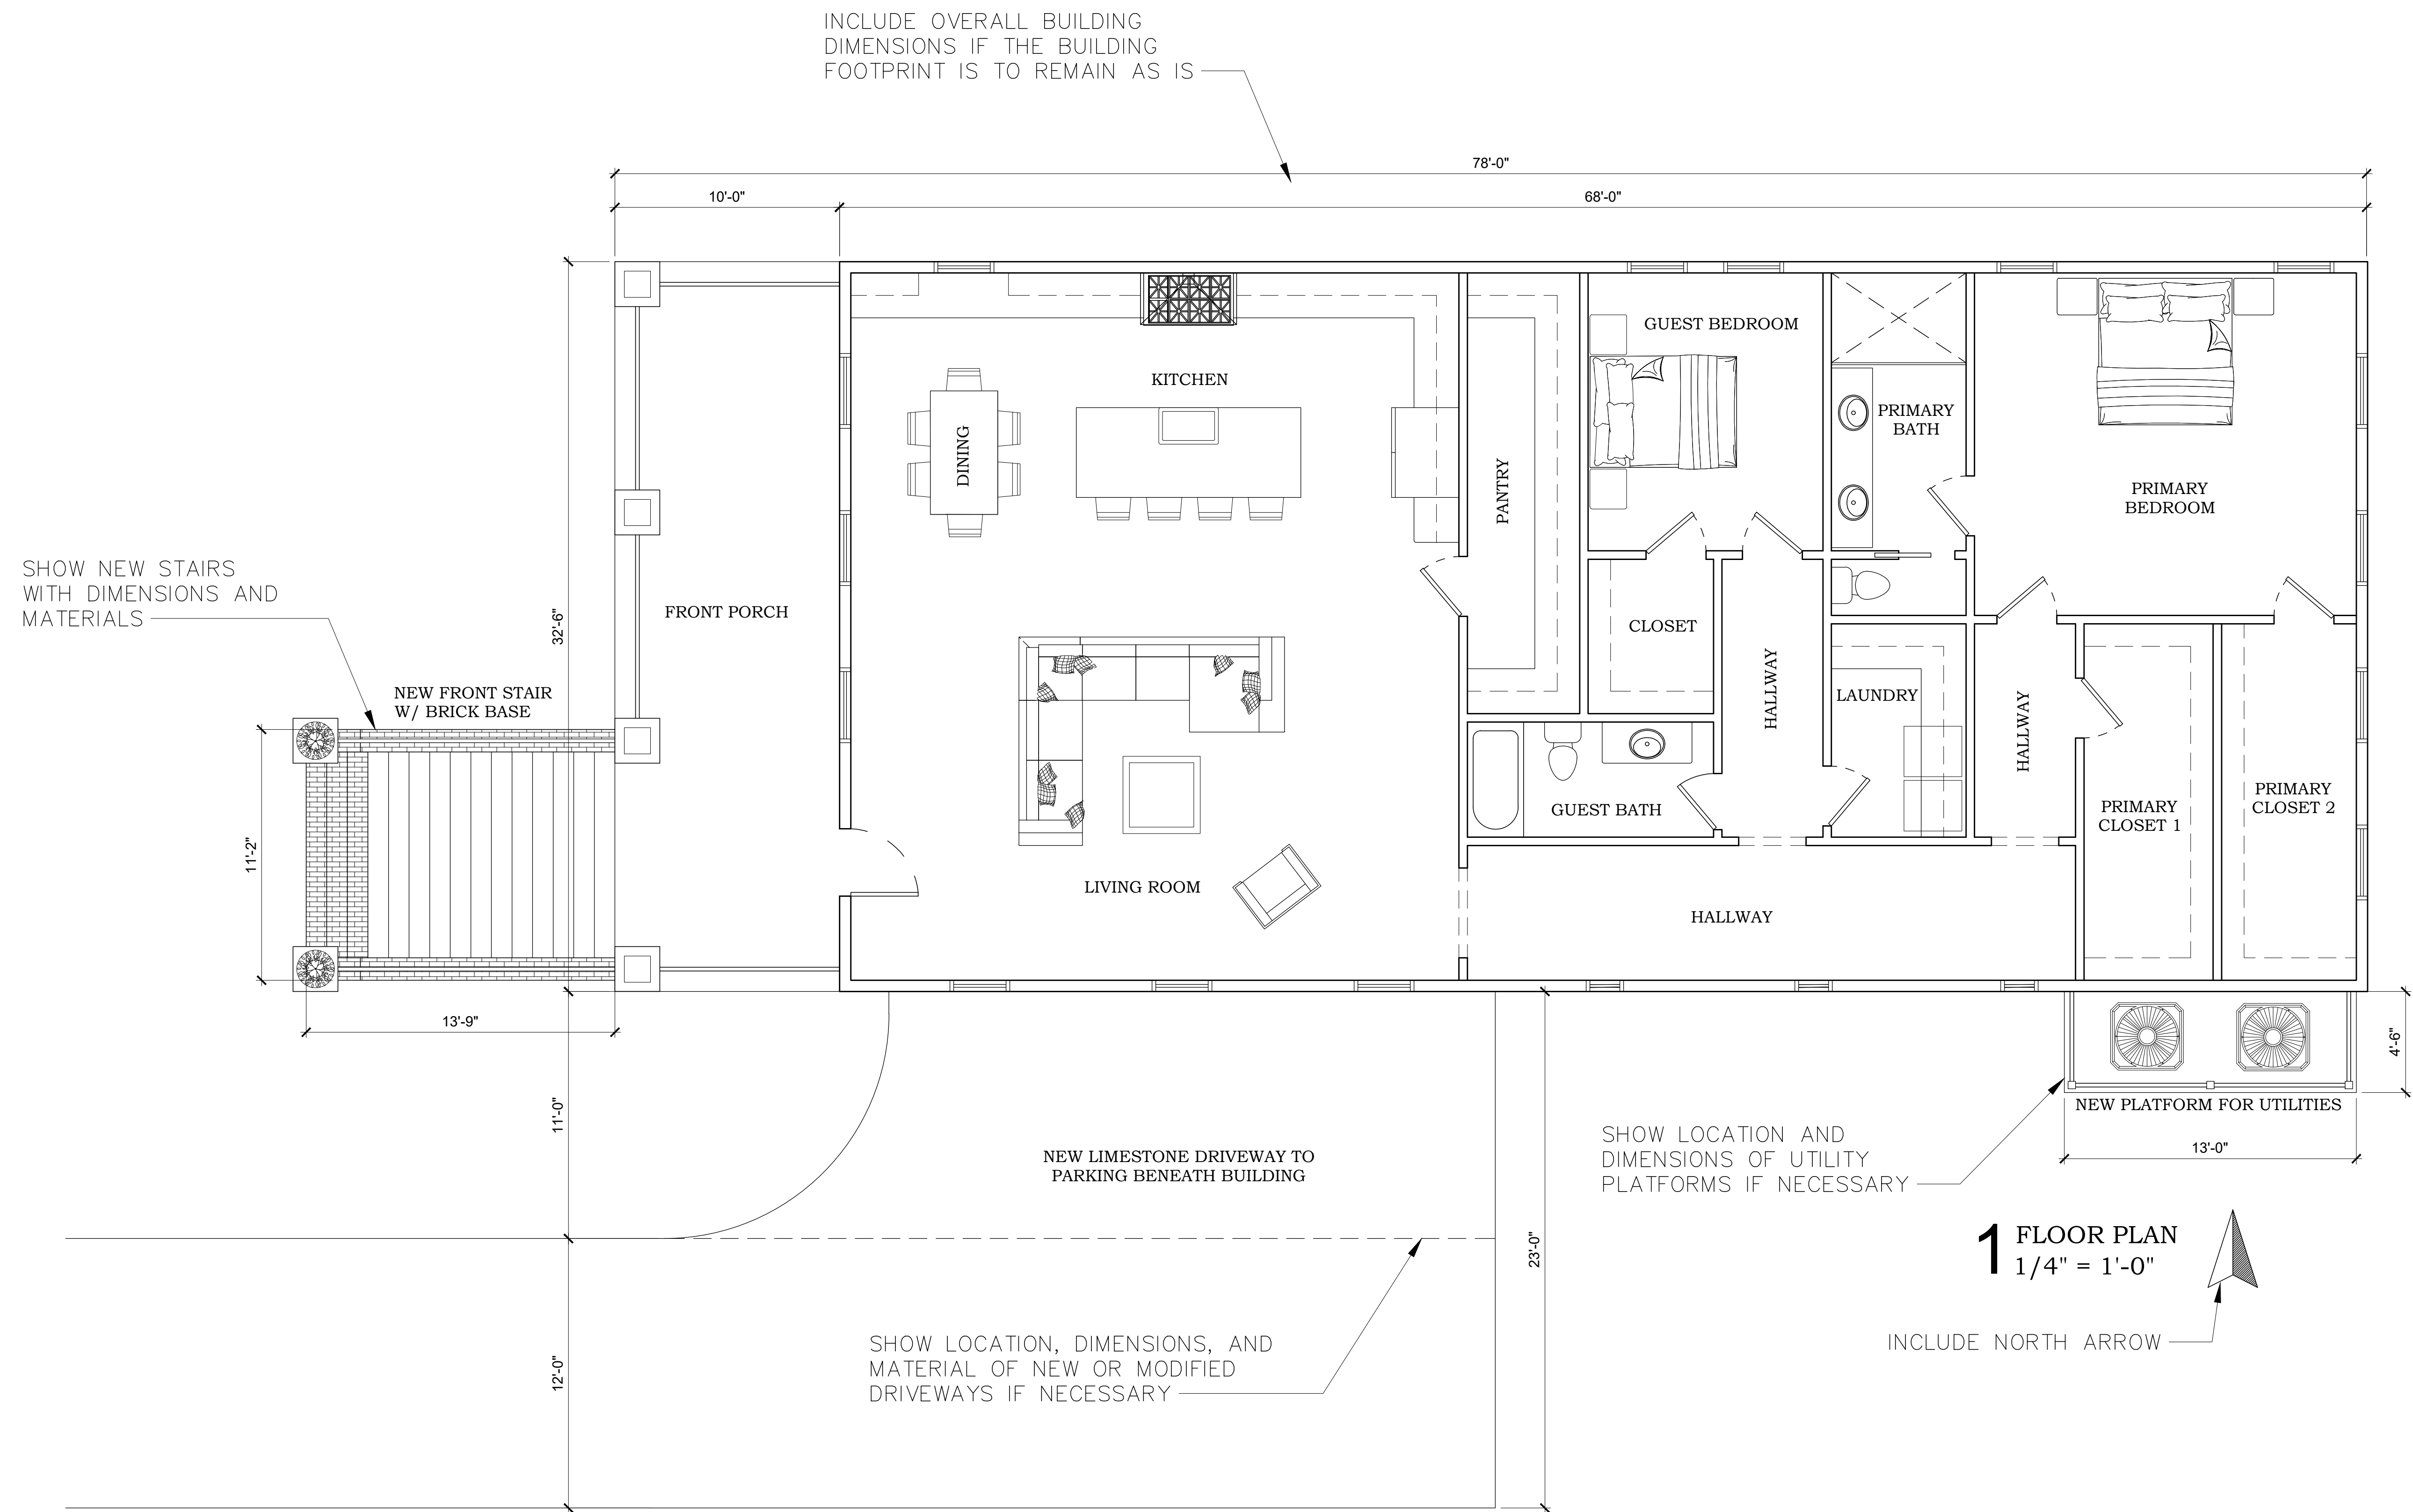 INCLUDE OVERALL BUILDING
DIMENSIONS IF THE BUILDING
FOOTPRINT IS TO REMAIN AS IS
78'-0"
10'-0"
68'-0"
GUEST BEDROOM
KITCHEN
DINING
PANTRY
PRIMARY
BATH
PRIMARY
BEDROOM
SHOW NEW STAIRS
WITH DIMENSIONS AND
MATERIALS
32'-6"
FRONT PORCH
CLOSET
HALLWAY
LAUNDRY
HALLWAY
NEW FRONT STAIR
W/ BRICK BASE
11'-2"
GUEST BATH
PRIMARY
CLOSET 1
PRIMARY
CLOSET 2
LIVING ROOM
HALLWAY
13'-9"
4'-6"
11'-0"
NEW PLATFORM FOR UTILITIES
13'-0"
NEW LIMESTONE DRIVEWAY TO
PARKING BENEATH BUILDING
SHOW LOCATION AND
DIMENSIONS OF UTILITY
PLATFORMS IF NECESSARY
23'-0"
1 FLOOR PLAN
1/4" = 1'-0"
INCLUDE NORTH ARROW
12'-0"
SHOW LOCATION, DIMENSIONS, AND
MATERIAL OF NEW OR MODIFIED
DRIVEWAYS IF NECESSARY